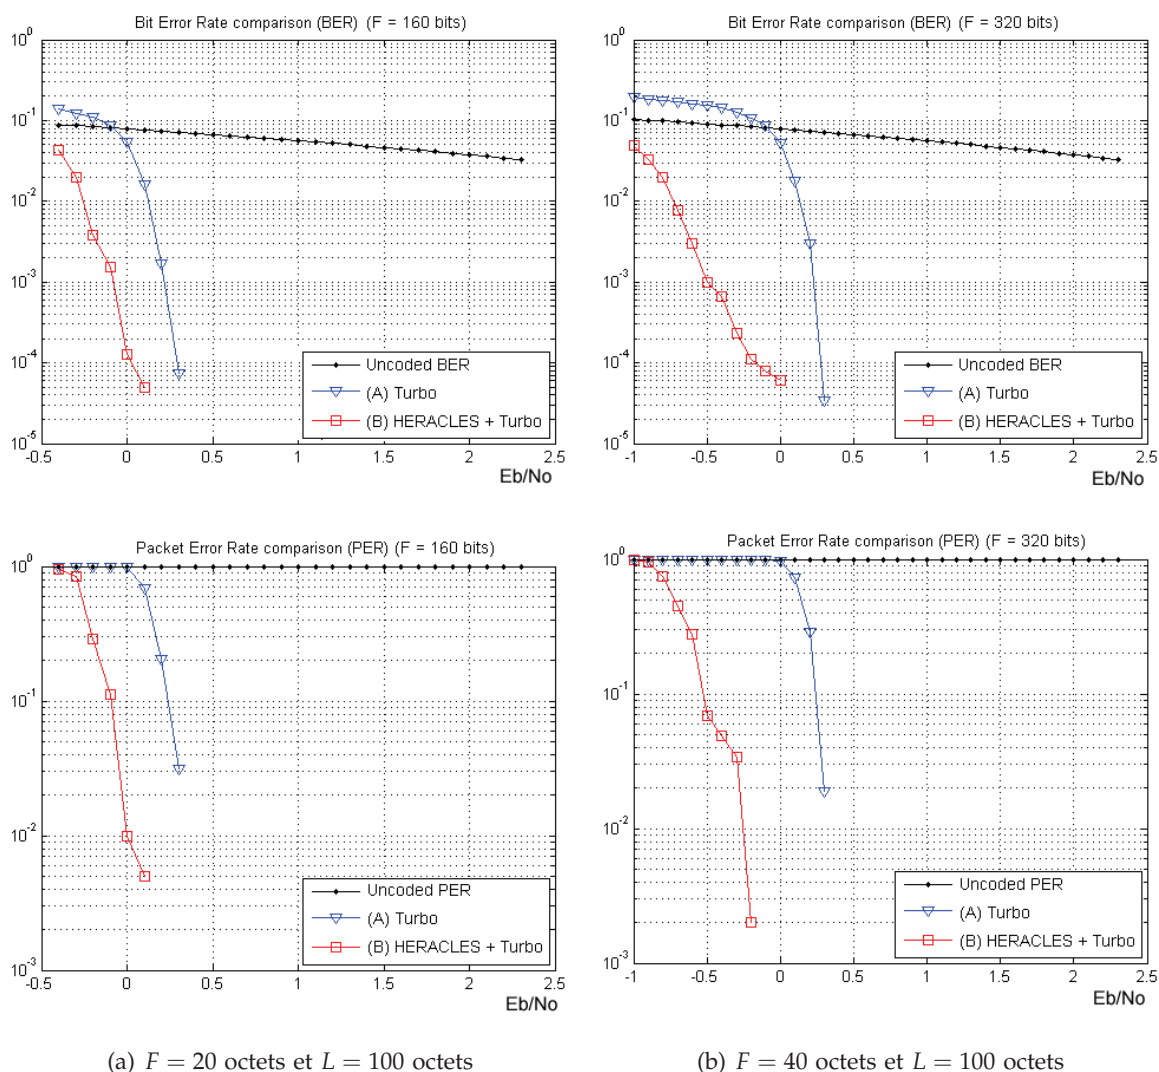 Bit Error Rate comparison (BER) (F = 160 bits)
10^0
10^-1
10^-2
10^-3
10^-4
10^-5
-0.5 0 0.5 1 1.5 2 2.5
Eb/No
Uncoded BER
(A) Turbo
(B) HERACLES + Turbo
Bit Error Rate comparison (BER) (F = 320 bits)
10^0
10^-1
10^-2
10^-3
10^-4
10^-5
-1 -0.5 0 0.5 1 1.5 2 2.5
Eb/No
Uncoded BER
(A) Turbo
(B) HERACLES + Turbo
Packet Error Rate comparison (PER) (F = 160 bits)
10^0
10^-1
10^-2
10^-3
-0.5 0 0.5 1 1.5 2 2.5
Eb/No
Uncoded PER
(A) Turbo
(B) HERACLES + Turbo
Packet Error Rate comparison (PER) (F = 320 bits)
10^0
10^-1
10^-2
10^-3
-1 -0.5 0 0.5 1 1.5 2 2.5
Eb/No
Uncoded PER
(A) Turbo
(B) HERACLES + Turbo
(a) F = 20 octets et L = 100 octets
(b) F = 40 octets et L = 100 octets